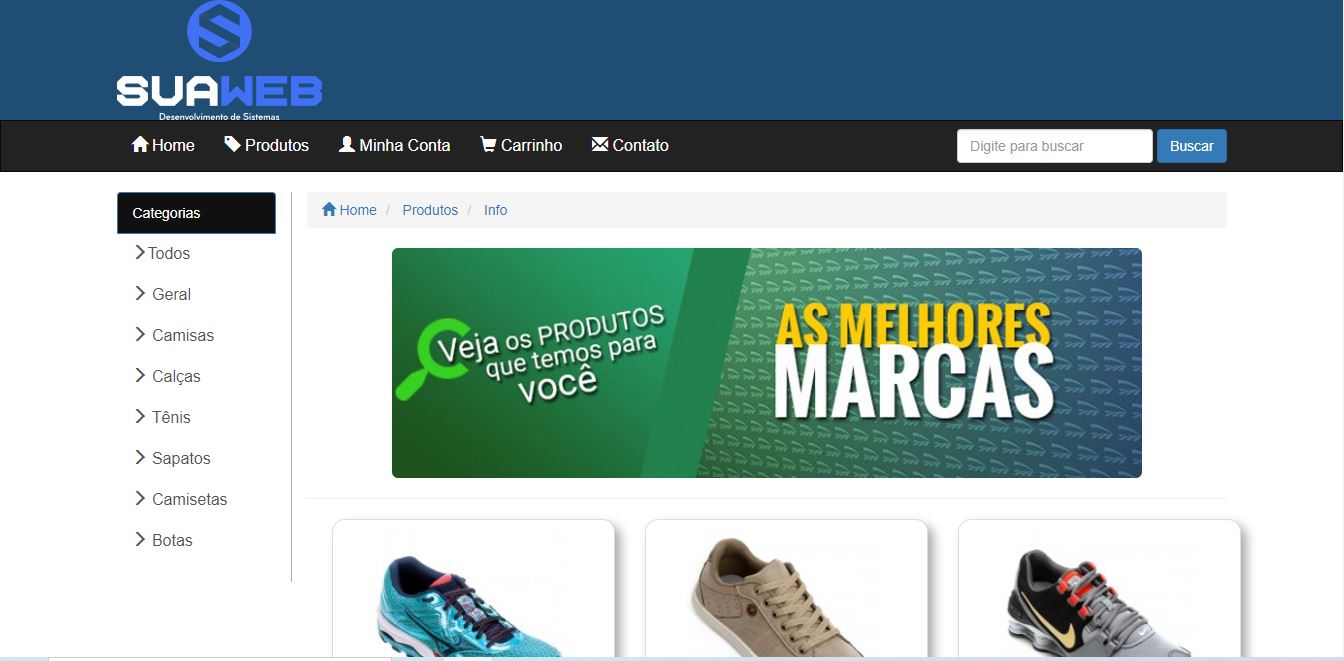 SUAWEB
Desenvolvimento de Sistemas
Home Produtos Minha Conta Carrinho Contato Digite para buscar Buscar
Categorias
Todos
Geral
Camisas
Calças
Tênis
Sapatos
Camisetas
Botas
Home / Produtos / Info
Veja os PRODUTOS
que temos para
você
AS MELHORES
MARCAS